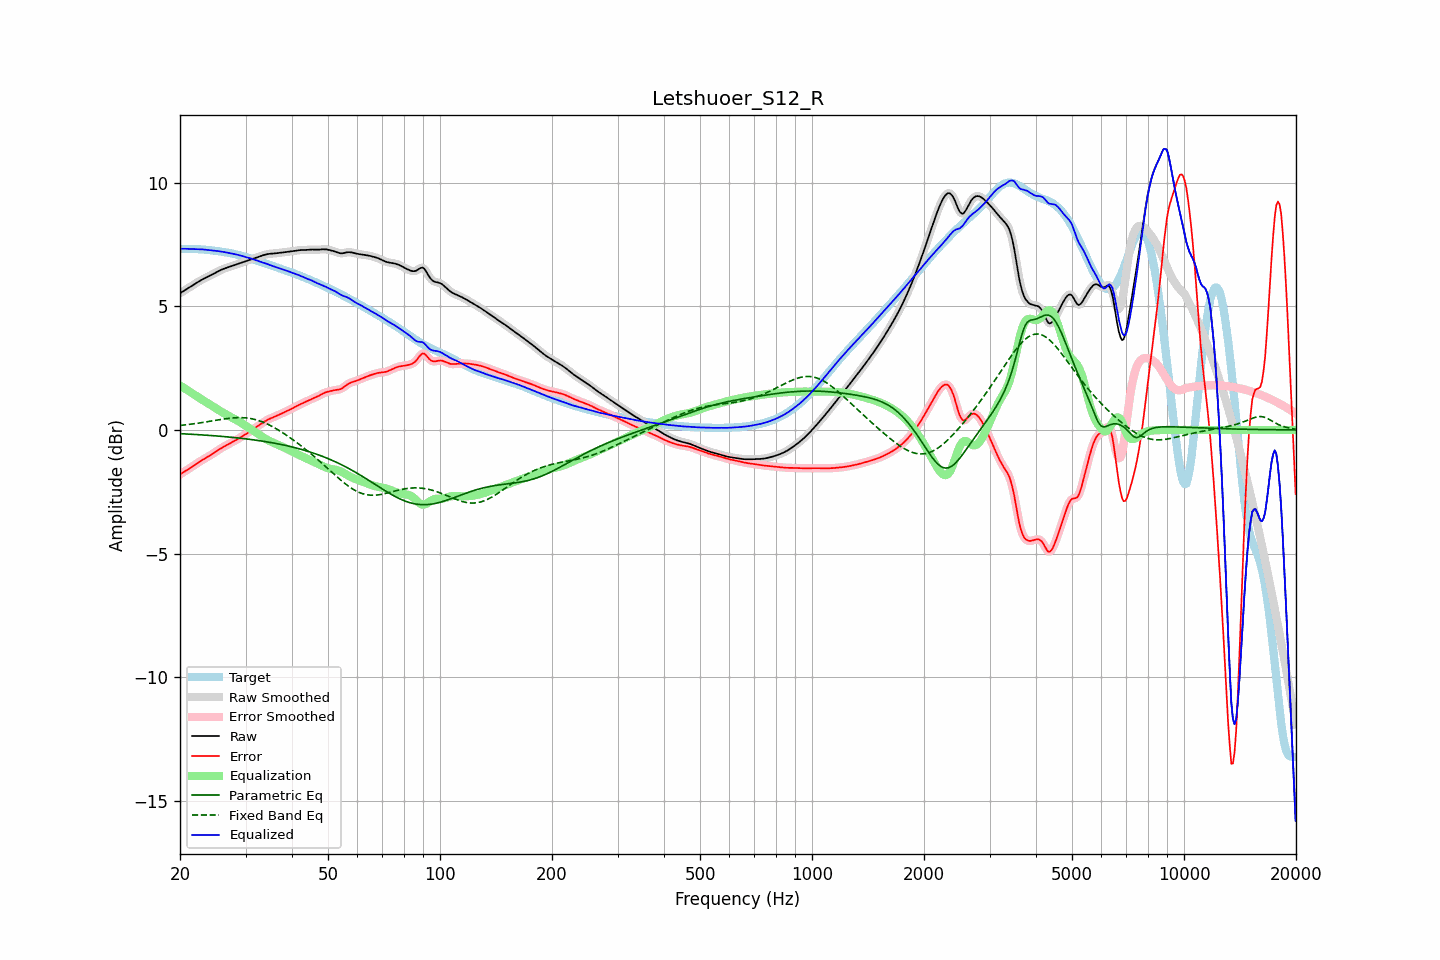 Letshuoer_S12_R
Amplitude (dBr)
10
5
0
−5
−10
−15
Target
Raw Smoothed
Error Smoothed
Raw
Error
Equalization
Parametric Eq
Fixed Band Eq
Equalized
20 50 100 200 500 1000 2000 5000 10000 20000
Frequency (Hz)